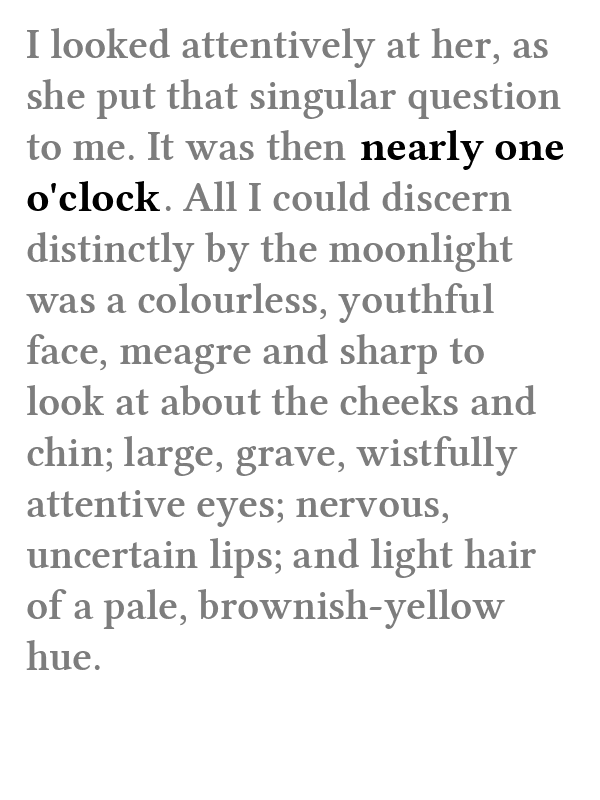 I looked attentively at her, as
she put that singular question
to me. It was then nearly one
o'clock. All I could discern
distinctly by the moonlight
was a colourless, youthful
face, meagre and sharp to
look at about the cheeks and
chin; large, grave, wistfully
attentive eyes; nervous,
uncertain lips; and light hair
of a pale, brownish-yellow
hue.